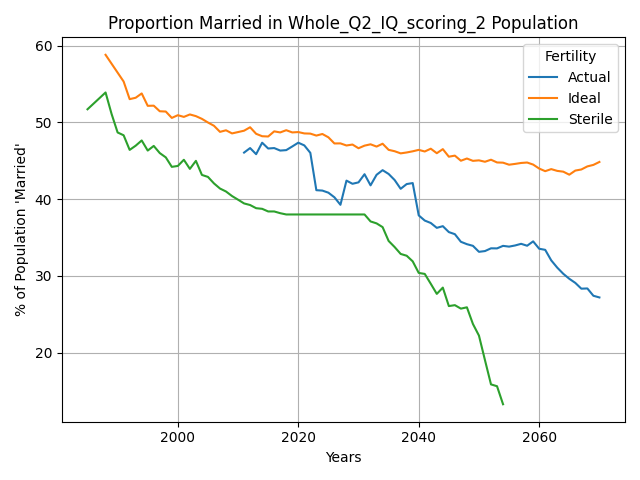 Proportion Married in Whole_Q2_IQ_scoring_2 Population
% of Population 'Married'
60
50
40
30
20
Fertility
Actual
Ideal
Sterile
2000
2020
2040
2060
Years